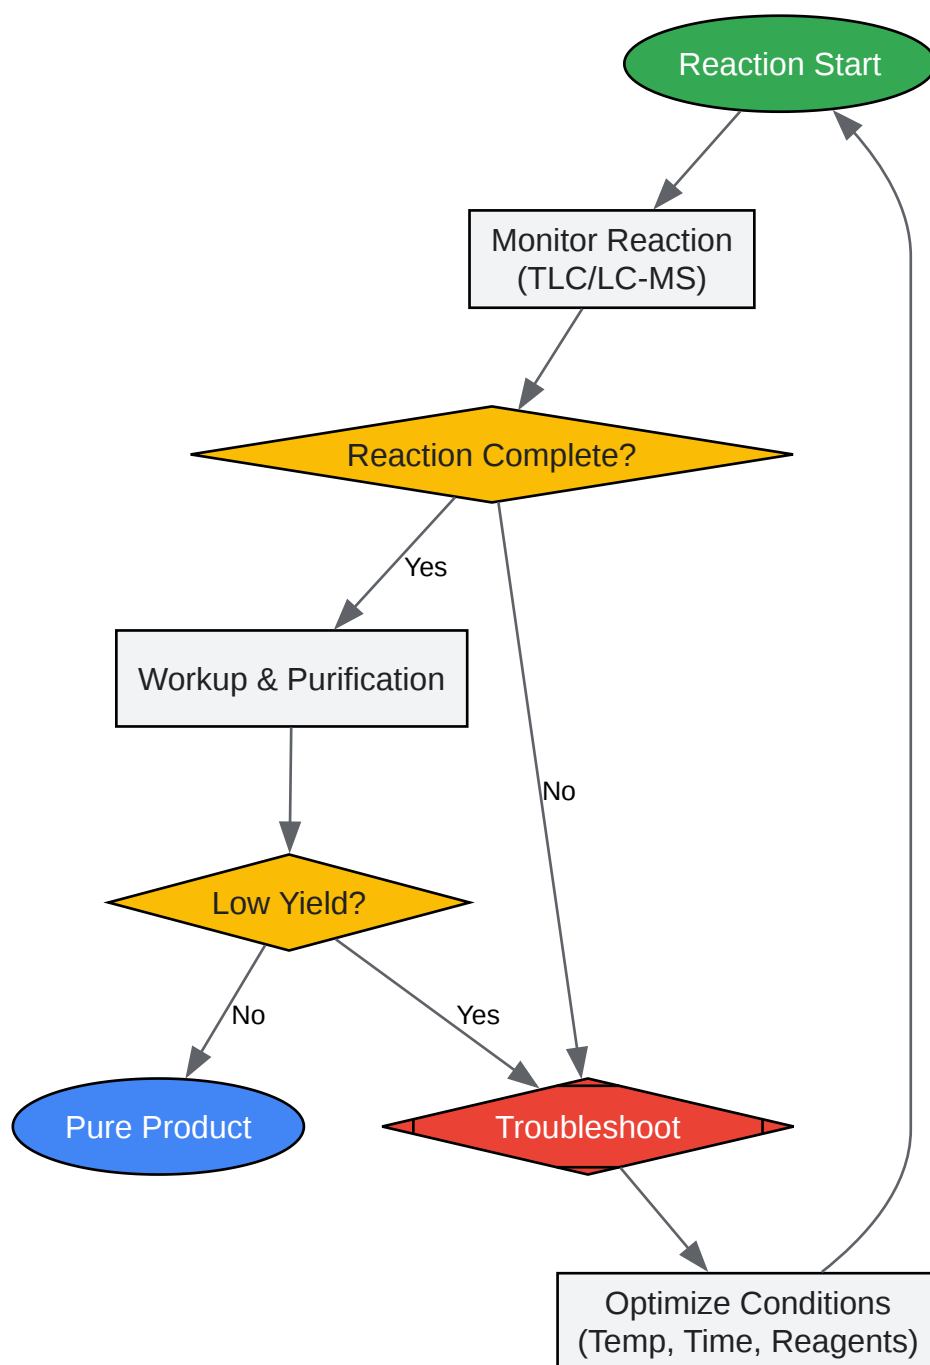 Reaction Start
Monitor Reaction
(TLC/LC-MS)
Reaction Complete?
Yes
Workup & Purification
No
Low Yield?
No
Yes
Pure Product
Troubleshoot
Optimize Conditions
(Temp, Time, Reagents)